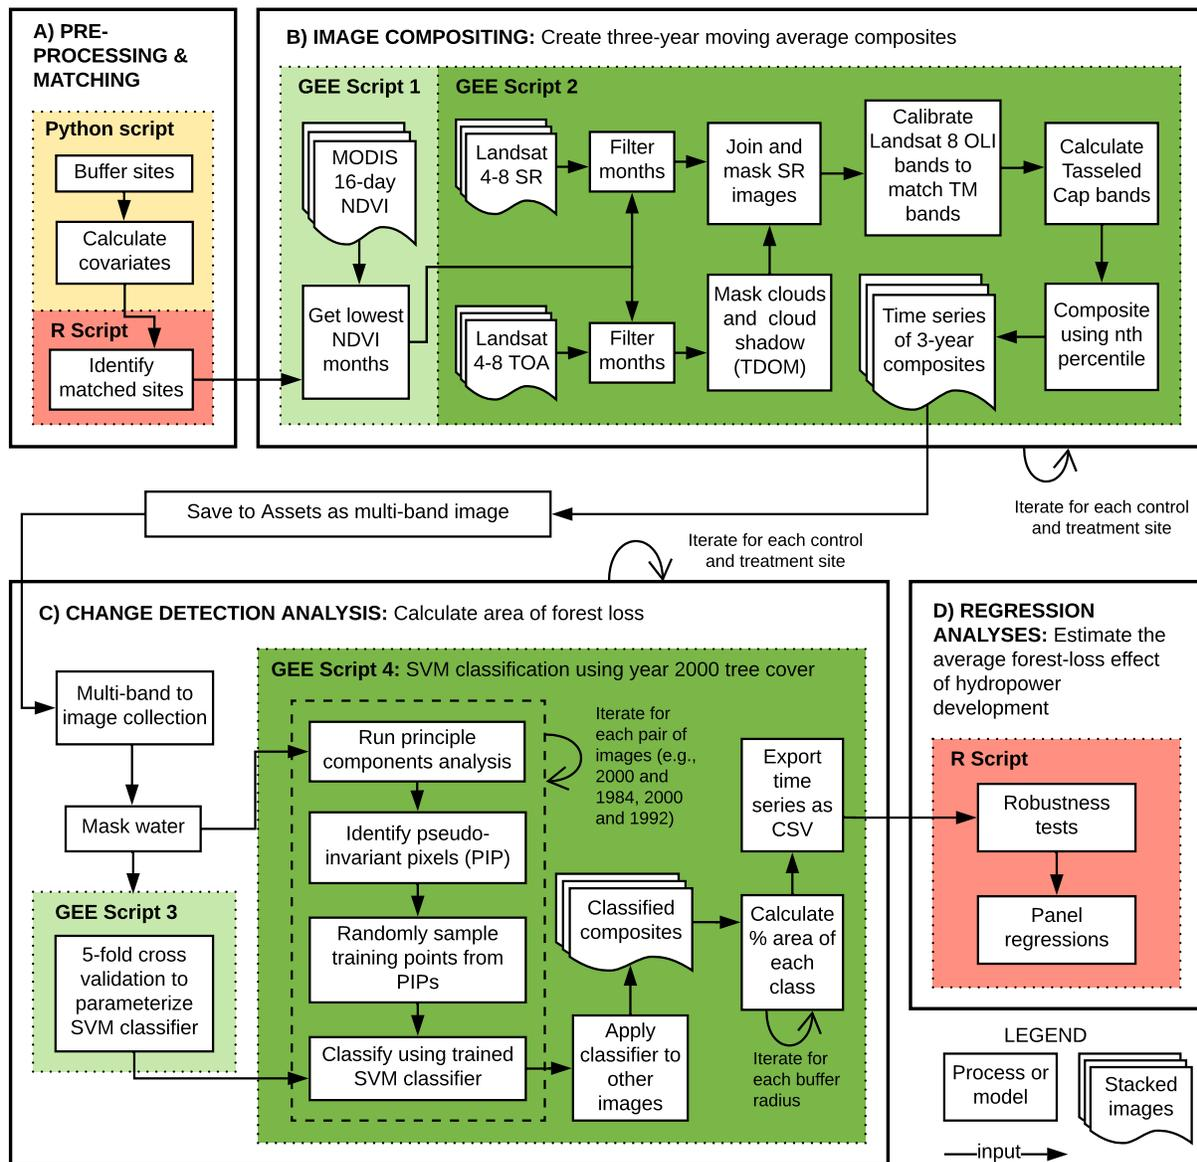 A) PRE-
PROCESSING &
MATCHING
Python script
Buffer sites
Calculate
covariates
R Script
Identify
matched sites
B) IMAGE COMPOSITING: Create three-year moving average composites
GEE Script 1
MODIS
16-day
NDVI
Get lowest
NDVI
months
GEE Script 2
Landsat
4-8 SR
Filter
months
Join and
mask SR
images
Calibrate
Landsat 8 OLI
bands to
match TM
bands
Calculate
Tasseled
Cap bands
Landsat
4-8 TOA
Filter
months
Mask clouds
and cloud
shadow
(TDOM)
Time series
of 3-year
composites
Composite
using nth
percentile
Iterate for each control
and treatment site
Save to Assets as multi-band image
Iterate for each control
and treatment site
C) CHANGE DETECTION ANALYSIS: Calculate area of forest loss
Multi-band to
image collection
Mask water
GEE Script 3
5-fold cross
validation to
parameterize
SVM classifier
GEE Script 4: SVM classification using year 2000 tree cover
Run principle
components analysis
Identify pseudo-
invariant pixels (PIP)
Randomly sample
training points from
PIPs
Classify using trained
SVM classifier
Iterate for
each pair of
images (e.g.,
2000 and
1984, 2000
and 1992)
Apply
classifier to
other
images
Classified
composites
Calculate
% area of
each
class
Iterate for
each buffer
radius
Export
time
series as
CSV
D) REGRESSION
ANALYSES: Estimate the
average forest-loss effect
of hydropower
development
R Script
Robustness
tests
Panel
regressions
LEGEND
Process or
model
Stacked
images
input